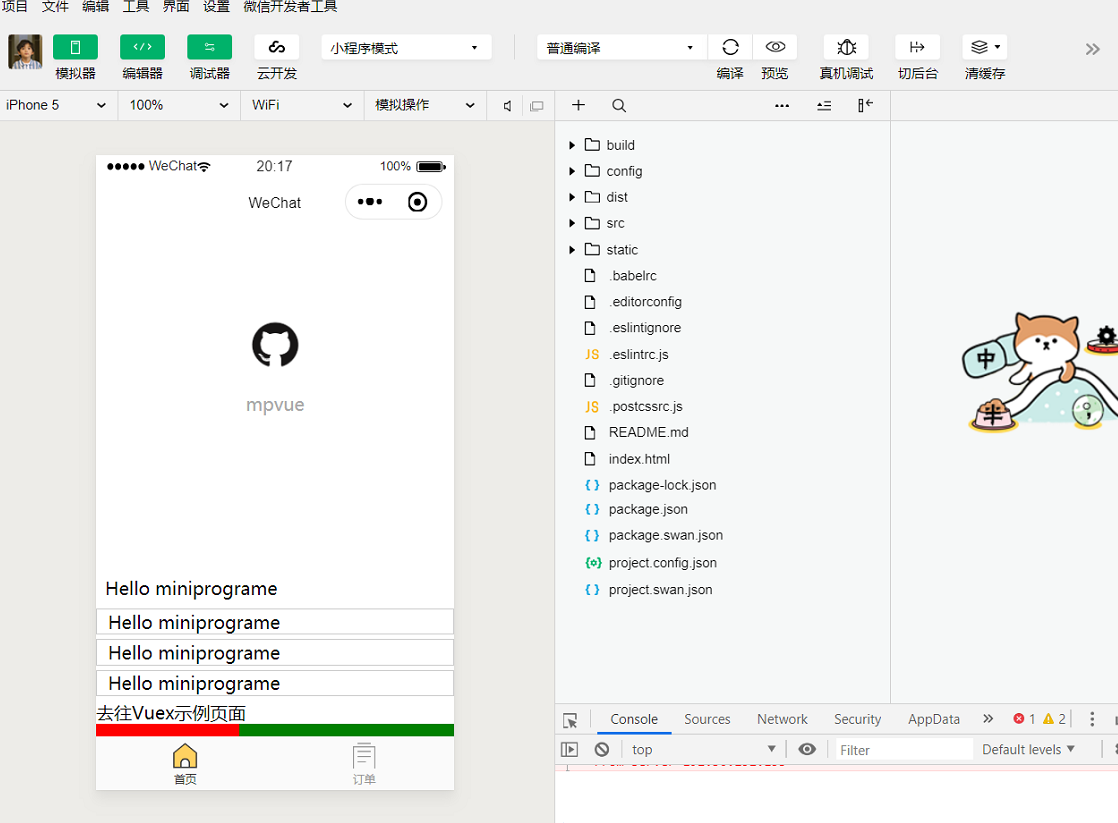 项目 文件 编辑 工具 界面 设置 微信开发者工具
小程序模式 普通编译
模拟器 编辑器 调试器 云开发 编译 预览 真机调试 切后台 清缓存
iPhone 5 100% WiFi 模拟操作
WeChat 20:17 100%
WeChat
mpvue
Hello miniprograme
Hello miniprograme
Hello miniprograme
Hello miniprograme
去往Vuex示例页面
首页 订单
build
config
dist
src
static
.babelrc
.editorconfig
.eslintignore
JS .eslintrc.js
.gitignore
JS .postcssrc.js
README.md
index.html
{ } package-lock.json
{ } package.json
{ } package.swan.json
project.config.json
{ } project.swan.json
中
半
;
Console Sources Network Security AppData 1 2
top Filter Default levels